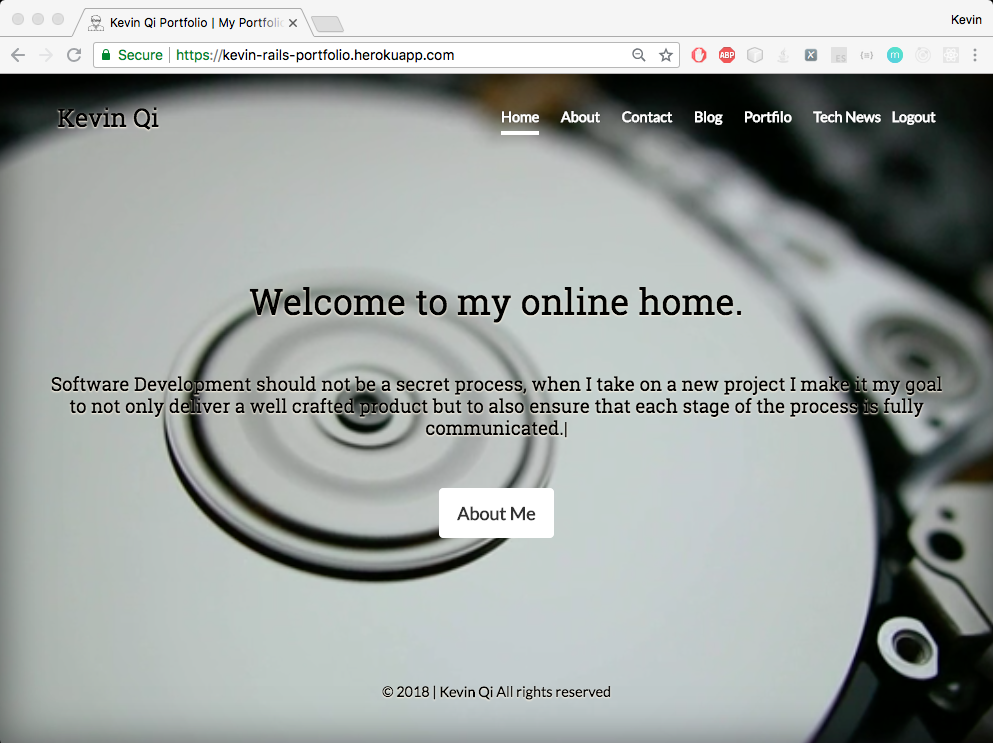 Kevin Qi Portfolio | My Portfolio
Kevin
Secure
https://kevin-rails-portfolio.herokuapp.com
ABP
Kevin Qi
Home About Contact Blog Portfilo Tech News Logout
Welcome to my online home.
Software Development should not be a secret process, when I take on a new project I make it my goal
to not only deliver a well crafted product but to also ensure that each stage of the process is fully
communicated.|
About Me
© 2018 | Kevin Qi All rights reserved